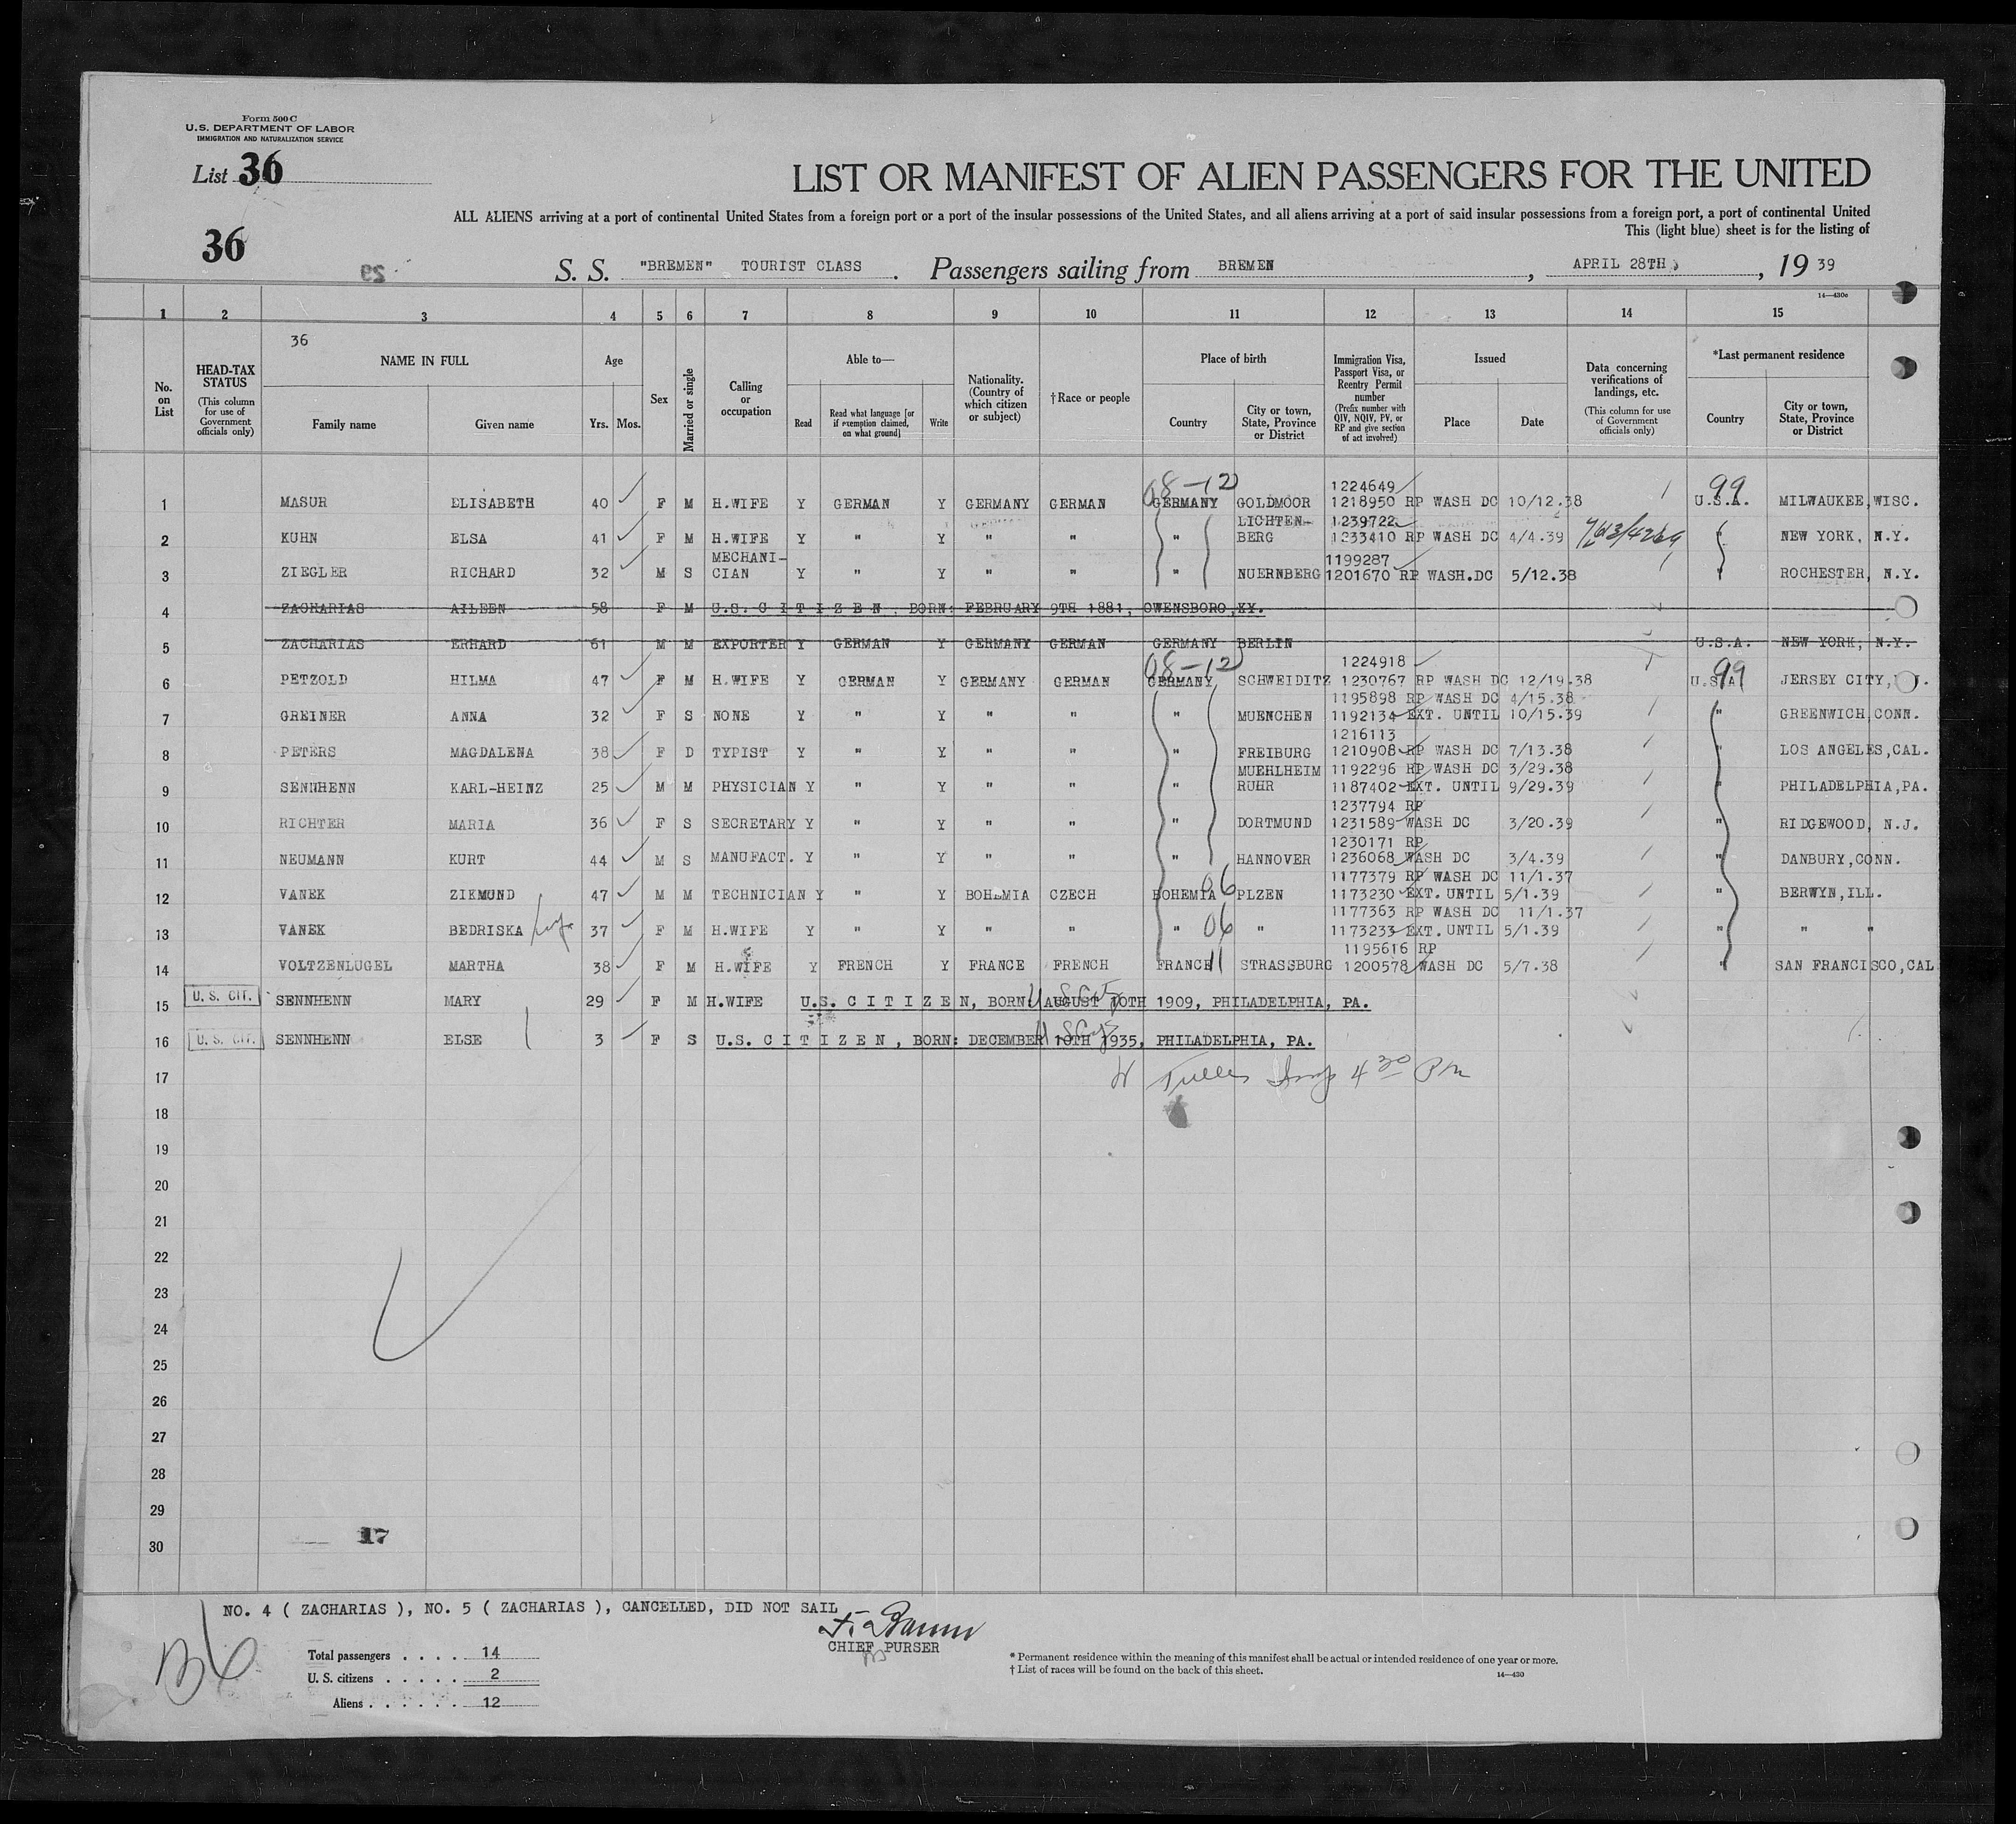 Form 500 C
U.S. DEPARTMENT OF LABOR
IMMIGRATION AND NATURALIZATION SERVICE
List 36
LIST OR MANIFEST OF ALIEN PASSENGERS FOR THE UNITED
ALL ALIENS arriving at a port of continental United States from a foreign port or a port of the insular possessions of the United States, and all aliens arriving at a port of said insular possessions from a foreign port, a port of continental United
This (light blue) sheet is for the listing of
36
29
S. S. "BREMEN" TOURIST CLASS. Passengers sailing from BREMEN, APRIL 28TH, 19 39
14—430c
1 2 3 4 5 6 7 8 9 10 11 12 13 14 15
36
No. on List
HEAD-TAX STATUS (This column for use of Government officials only)
NAME IN FULL Family name Given name
Age Yrs. Mos.
Sex
Married or single
Calling or occupation
Able to— Read Read what language [or if exemption claimed, on what ground] Write
Nationality. (Country of which citizen or subject)
†Race or people
Place of birth Country City or town, State, Province or District
Immigration Visa, Passport Visa, or Reentry Permit number (Prefix number with QIV, NQIV, PV, or RP and give section of act involved)
Issued Place Date
Data concerning verifications of landings, etc. (This column for use of Government officials only)
*Last permanent residence Country City or town, State, Province or District
08-12 1224649 99
1 MASUR ELISABETH 40 F M H.WIFE Y GERMAN Y GERMANY GERMAN GERMANY GOLDMOOR 1218950 RP WASH DC 10/12.38 U.S.A. MILWAUKEE,WISC.
LICHTEN- 1239722
2 KUHN ELSA 41 F M H.WIFE Y " Y " " " BERG 1233410 RP WASH DC 4/4.39 NEW YORK, N.Y.
MECHANI- 1199287
3 ZIEGLER RICHARD 32 M S CIAN Y " Y " " " NUERNBERG 1201670 RP WASH.DC 5/12.38 " ROCHESTER, N.Y.
4 ZACHARIAS AILEEN 58 F M U.S. C I T I Z E N , BORN: FEBRUARY 9TH 1881, OWENSBORO,KY.
5 ZACHARIAS ERHARD 61 M M EXPORTER Y GERMAN Y GERMANY GERMAN GERMANY BERLIN U.S.A. NEW YORK, N.Y.
08-12 1224918 99
6 PETZOLD HILMA 47 F M H.WIFE Y GERMAN Y GERMANY GERMAN GERMANY SCHWEIDITZ 1230767 RP WASH DC 12/19.38 U.S.A. JERSEY CITY,
1195898 RP WASH DC 4/15.38
7 GREINER ANNA 32 F S NONE Y " Y " " " MUENCHEN 1192134 EXT. UNTIL 10/15.39 " GREENWICH,CONN.
1216113
8 PETERS MAGDALENA 38 F D TYPIST Y " Y " " " FREIBURG 1210908 RP WASH DC 7/13.38 " LOS ANGELES,CAL.
MUEHLHEIM 1192296 RP WASH DC 3/29.38
9 SENNHENN KARL-HEINZ 25 M M PHYSICIAN Y " Y " " " RUHR 1187402 EXT. UNTIL 9/29.39 " PHILADELPHIA,PA.
1237794 RP
10 RICHTER MARIA 36 F S SECRETARY Y " Y " " " DORTMUND 1231589 WASH DC 3/20.39 " RIDGEWOOD, N.J.
1230171 RP
11 NEUMANN KURT 44 M S MANUFACT. Y " Y " " " HANNOVER 1236068 WASH DC 3/4.39 " DANBURY,CONN.
06 1177379 RP WASH DC 11/1.37
12 VANEK ZIKMUND 47 M M TECHNICIAN Y " Y BOHEMIA CZECH BOHEMIA PLZEN 1173230 EXT. UNTIL 5/1.39 " BERWYN,ILL.
1177363 RP WASH DC 11/1.37
13 VANEK BEDRISKA 37 F M H.WIFE Y " Y " " " 06 " 1173233 EXT. UNTIL 5/1.39 " " "
1195616 RP
14 VOLTZENLUGEL MARTHA 38 F M H.WIFE Y FRENCH Y FRANCE FRENCH FRANCE 11 STRASSBURG 1200578 WASH DC 5/7.38 " SAN FRANCISCO,CAL
15 U. S. CIT. SENNHENN MARY 29 F M H.WIFE U.S. C I T I Z E N, BORN: AUGUST 10TH 1909, PHILADELPHIA, PA.
16 U. S. CIT. SENNHENN ELSE 3 F S U.S. C I T I Z E N , BORN: DECEMBER 10TH 1935, PHILADELPHIA, PA.
17 4 30 PM
18
19
20
21
22
23
24
25
26
27
28
29
17
30
NO. 4 ( ZACHARIAS ), NO. 5 ( ZACHARIAS ), CANCELLED, DID NOT SAIL
CHIEF PURSER
Total passengers . . . . 14
U. S. citizens . . . . . 2
Aliens . . . . . . 12
* Permanent residence within the meaning of this manifest shall be actual or intended residence of one year or more.
† List of races will be found on the back of this sheet.
14—430